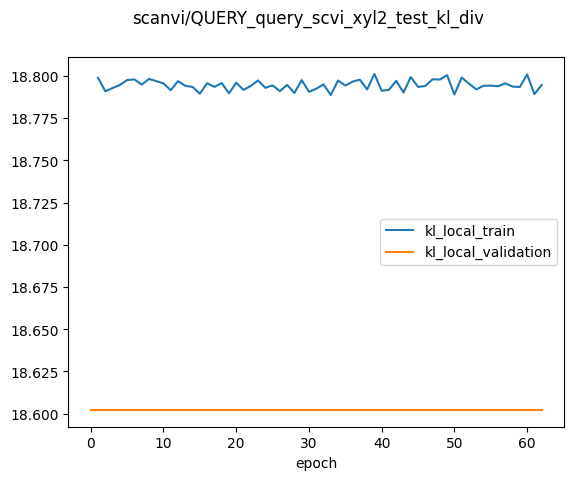 scanvi/QUERY_query_scvi_xyl2_test_kl_div
18.800
18.775
18.750
18.725
18.700
18.675
18.650
18.625
18.600
kl_local_train
kl_local_validation
0 10 20 30 40 50 60
epoch